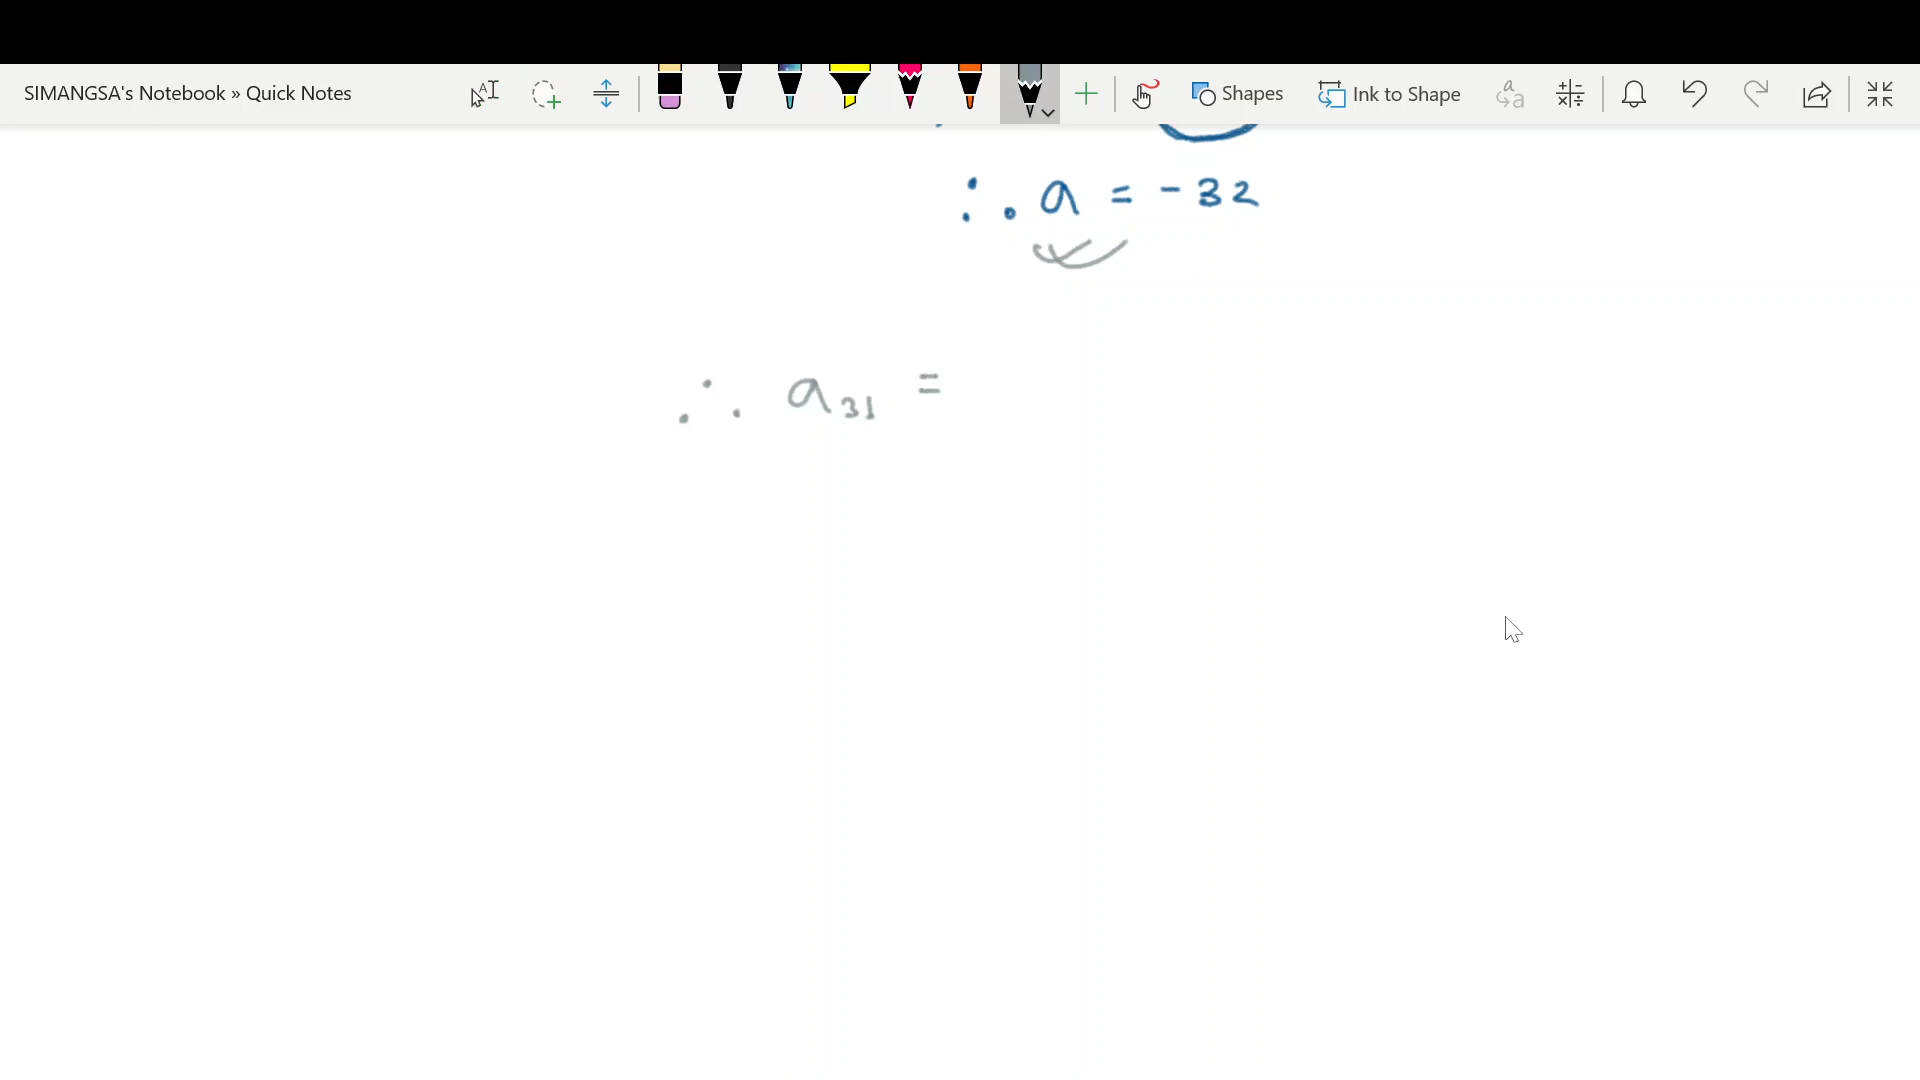 SIMANGSA's Notebook » Quick Notes Shapes Ink to Shape
∴ a = - 32
∴ a₃₁ =